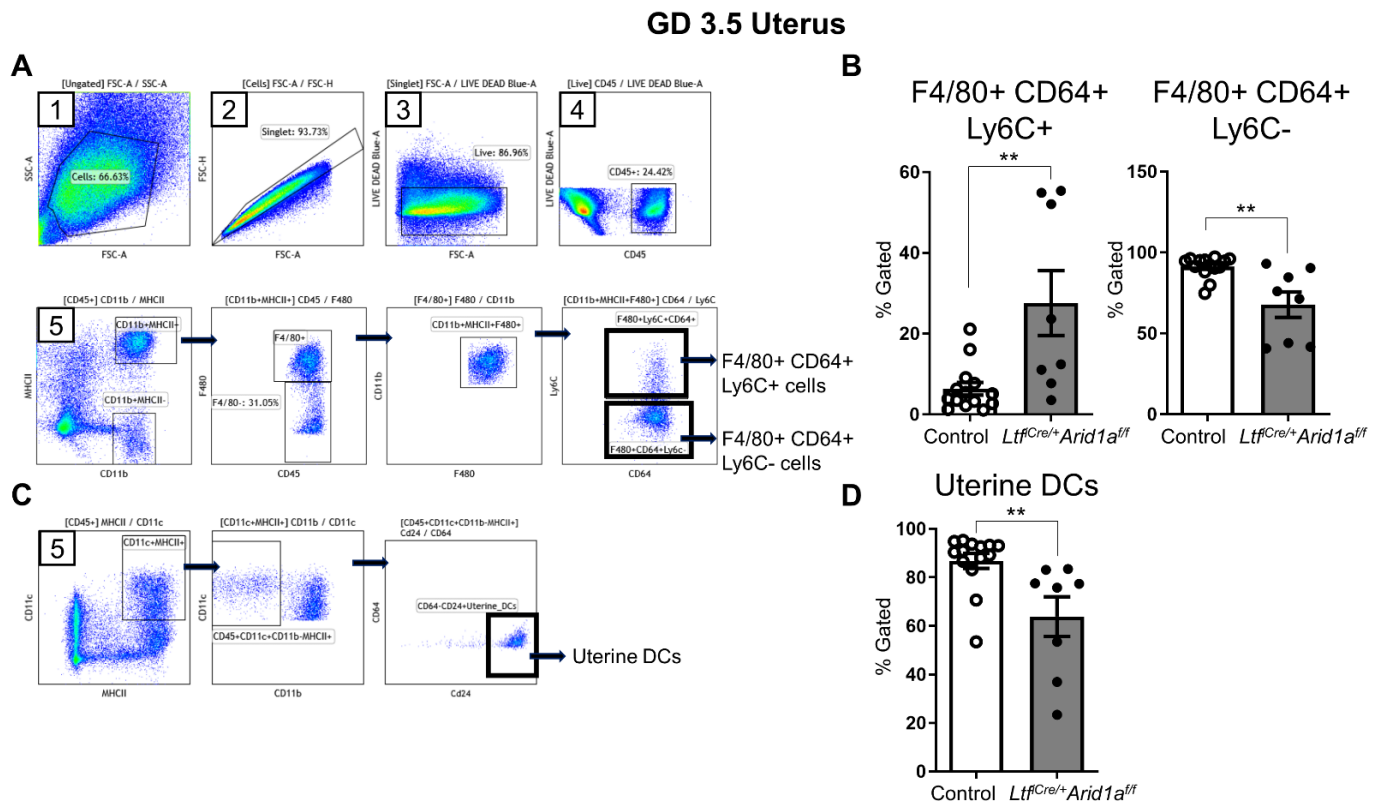 GD 3.5 Uterus
A
[Ungated] FSC-A / SSC-A
1
Cells: 66.63%
SSC-A
FSC-A
[Cells] FSC-A / FSC-H
2
Singlet: 93.73%
FSC-H
FSC-A
[Singlet] FSC-A / LIVE DEAD Blue-A
3
Live: 86.96%
LIVE DEAD Blue-A
FSC-A
[Live] CD45 / LIVE DEAD Blue-A
4
CD45+: 24.42%
LIVE DEAD Blue-A
CD45
[CD45+] CD11b / MHCII
5
CD11b+MHCII+
CD11b+MHCII-
MHCII
CD11b
[CD11b+MHCII+] CD45 / F480
F4/80+
F4/80-: 31.05%
F480
CD45
[F4/80+] F480 / CD11b
CD11b+MHCII+F480+
CD11b
F480
[CD11b+MHCII+F480+] CD64 / Ly6C
F480+Ly6C+CD64+
F480+CD64+Ly6c-
Ly6C
CD64
F4/80+ CD64+
Ly6C+ cells
F4/80+ CD64+
Ly6C- cells
B
F4/80+ CD64+
Ly6C+
**
% Gated
60
40
20
0
Control
Ltf^iCre/+Arid1a^f/f
F4/80+ CD64+
Ly6C-
**
% Gated
150
100
50
0
Control
Ltf^iCre/+Arid1a^f/f
C
[CD45+] MHCII / CD11c
5
CD11c+MHCII+
CD11c
MHCII
[CD11c+MHCII+] CD11b / CD11c
CD45+CD11c+CD11b-MHCII+
CD11c
CD11b
[CD45+CD11c+CD11b-MHCII+]
Cd24 / CD64
CD64-CD24+Uterine_DCs
CD64
Cd24
Uterine DCs
D
Uterine DCs
**
% Gated
100
80
60
40
20
0
Control
Ltf^iCre/+Arid1a^f/f